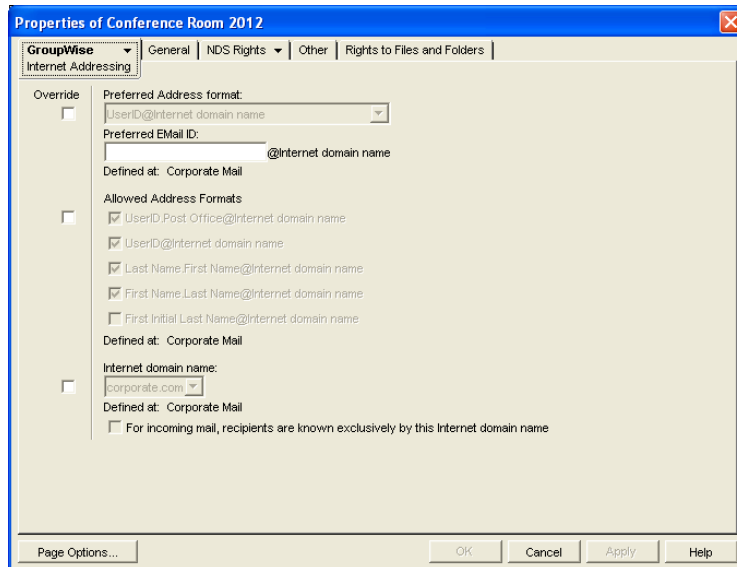 Properties of Conference Room 2012
GroupWise General NDS Rights Other Rights to Files and Folders
Internet Addressing
Override Preferred Address format:
UserID@Internet domain name
Preferred EMail ID:
@Internet domain name
Defined at: Corporate Mail
Allowed Address Formats
UserID.Post Office@Internet domain name
UserID@Internet domain name
Last Name.First Name@Internet domain name
First Name.Last Name@Internet domain name
First Initial Last Name@Internet domain name
Defined at: Corporate Mail
Internet domain name:
corporate.com
Defined at: Corporate Mail
For incoming mail, recipients are known exclusively by this Internet domain name
Page Options... OK Cancel Apply Help